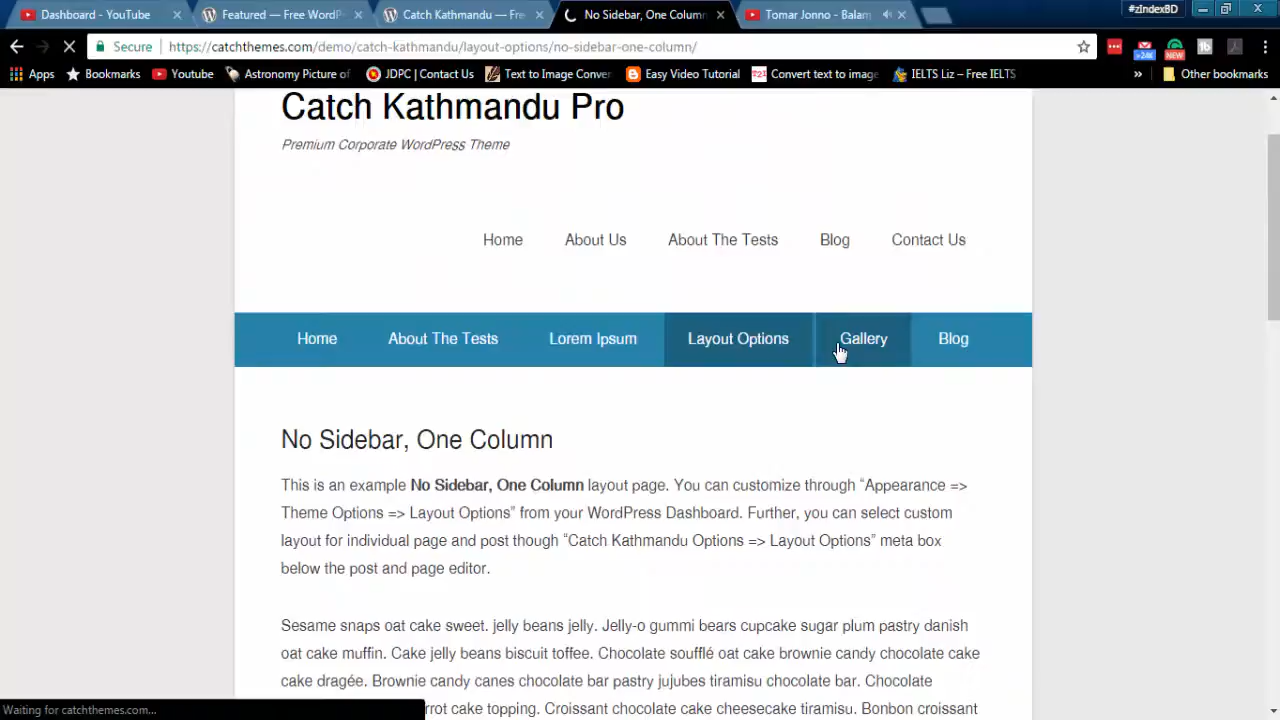 Dashboard - YouTube
Featured — Free WordP
Catch Kathmandu — Fre
No Sidebar, One Column
Tomar Jonno - Balam
#zIndexBD
Secure
https://catchthemes.com/demo/catch-kathmandu/layout-options/no-sidebar-one-column/
>24K
NEW
Apps
Bookmarks
Youtube
Astronomy Picture of
JDPC | Contact Us
Text to Image Conver
Easy Video Tutorial
T2I
Convert text to image
IELTS Liz – Free IELTS
»
Other bookmarks
Catch Kathmandu Pro
Premium Corporate WordPress Theme
Home
About Us
About The Tests
Blog
Contact Us
Home
About The Tests
Lorem Ipsum
Layout Options
Gallery
Blog
No Sidebar, One Column
This is an example No Sidebar, One Column layout page. You can customize through “Appearance =>
Theme Options => Layout Options” from your WordPress Dashboard. Further, you can select custom
layout for individual page and post though “Catch Kathmandu Options => Layout Options” meta box
below the post and page editor.
Sesame snaps oat cake sweet. jelly beans jelly. Jelly-o gummi bears cupcake sugar plum pastry danish
oat cake muffin. Cake jelly beans biscuit toffee. Chocolate soufflé oat cake brownie candy chocolate cake
cake dragée. Brownie candy canes chocolate bar pastry jujubes tiramisu chocolate bar. Chocolate
cake topping. Croissant chocolate cake cheesecake tiramisu. Bonbon croissant
Waiting for catchthemes.com...